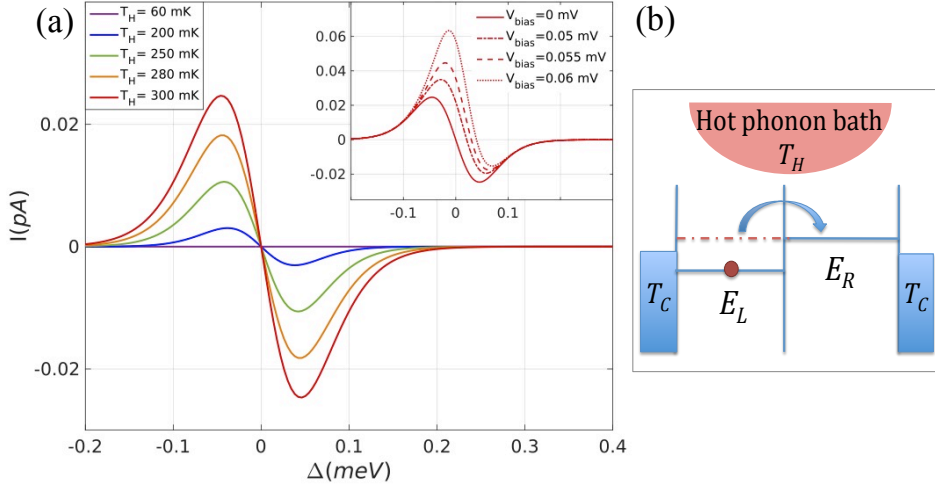 (a)
T_H= 60 mK
T_H= 200 mK
T_H= 250 mK
T_H= 280 mK
T_H= 300 mK
V_bias=0 mV
V_bias=0.05 mV
V_bias=0.055 mV
V_bias=0.06 mV
0.06
0.04
0.02
0
-0.02
-0.1
0
0.1
0.02
0
-0.02
I(pA)
-0.2
-0.1
0
0.1
0.2
0.3
0.4
Δ(meV)
(b)
Hot phonon bath
T_H
T_C
E_L
E_R
T_C